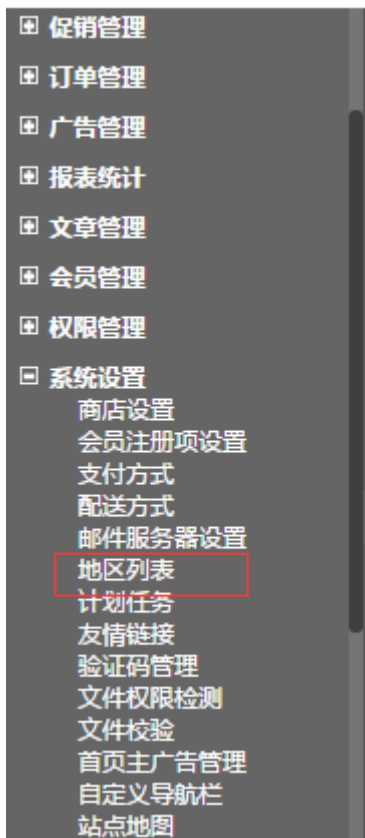 促销管理
订单管理
广告管理
报表统计
文章管理
会员管理
权限管理
系统设置
商店设置
会员注册项设置
支付方式
配送方式
邮件服务器设置
地区列表
计划任务
友情链接
验证码管理
文件权限检测
文件校验
首页主广告管理
自定义导航栏
站点地图